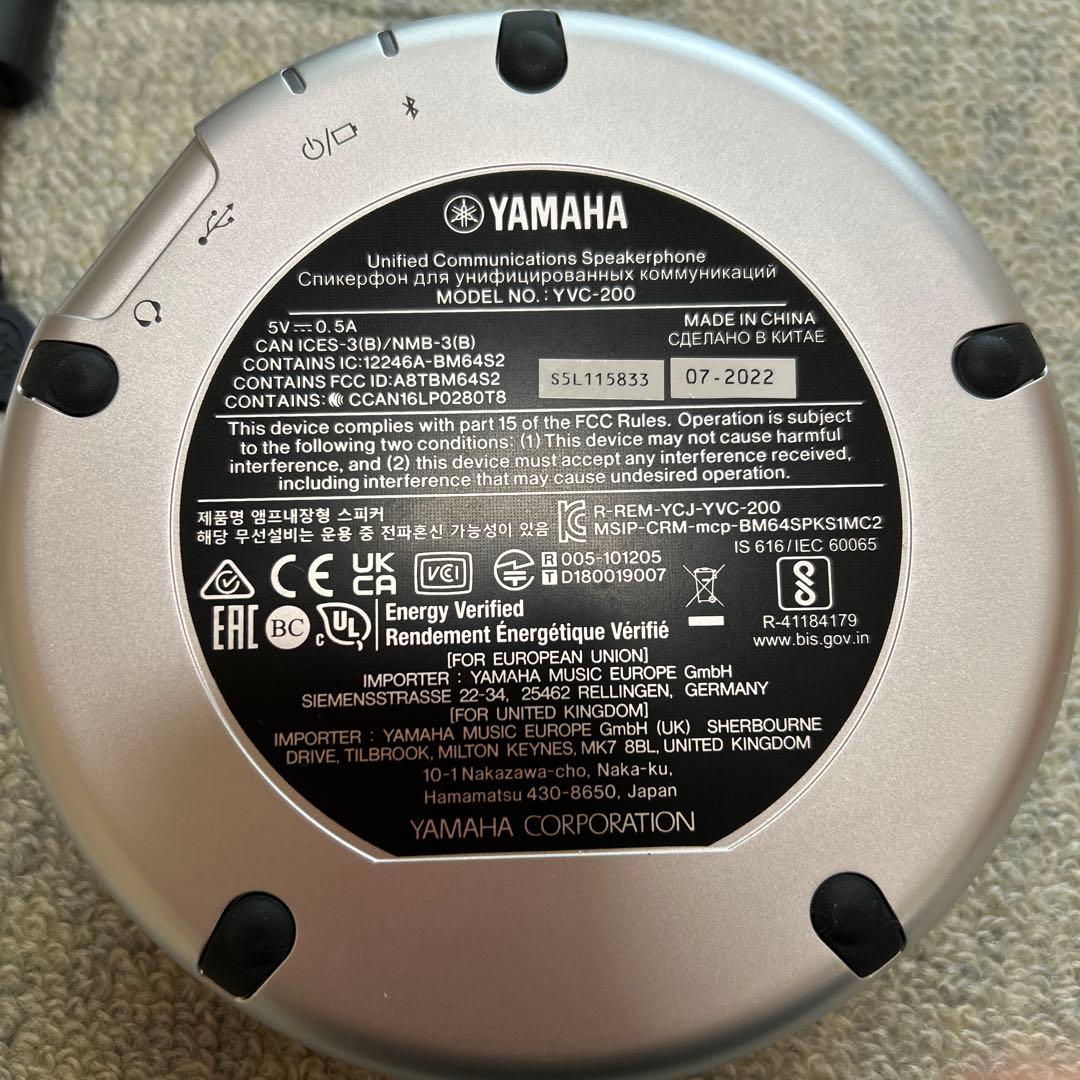 YAMAHA
Unified Communications Speakerphone
Спикерфон для унифицированных коммуникаций
MODEL NO. : YVC-200
5V⎓0.5A
CAN ICES-3(B)/NMB-3(B)
CONTAINS IC:12246A-BM64S2
CONTAINS FCC ID:A8TBM64S2
CONTAINS: CCAN16LP0280T8
MADE IN CHINA
СДЕЛАНО В КИТАЕ
S5L115833
07-2022
This device complies with part 15 of the FCC Rules. Operation is subject
to the following two conditions: (1) This device may not cause harmful
interference, and (2) this device must accept any interference received,
including interference that may cause undesired operation.
제품명 앰프내장형 스피커
해당 무선설비는 운용 중 전파혼신 가능성이 있음
R-REM-YCJ-YVC-200
MSIP-CRM-mcp-BM64SPKS1MC2
IS 616/IEC 60065
CE UK CA VCI
R 005-101205
T D180019007
R-41184179
www.bis.gov.in
EAC BC c UL
Energy Verified
Rendement Énergétique Vérifié
[FOR EUROPEAN UNION]
IMPORTER : YAMAHA MUSIC EUROPE GmbH
SIEMENSSTRASSE 22-34, 25462 RELLINGEN, GERMANY
[FOR UNITED KINGDOM]
IMPORTER : YAMAHA MUSIC EUROPE GmbH (UK) SHERBOURNE
DRIVE, TILBROOK, MILTON KEYNES, MK7 8BL, UNITED KINGDOM
10-1 Nakazawa-cho, Naka-ku,
Hamamatsu 430-8650, Japan
YAMAHA CORPORATION